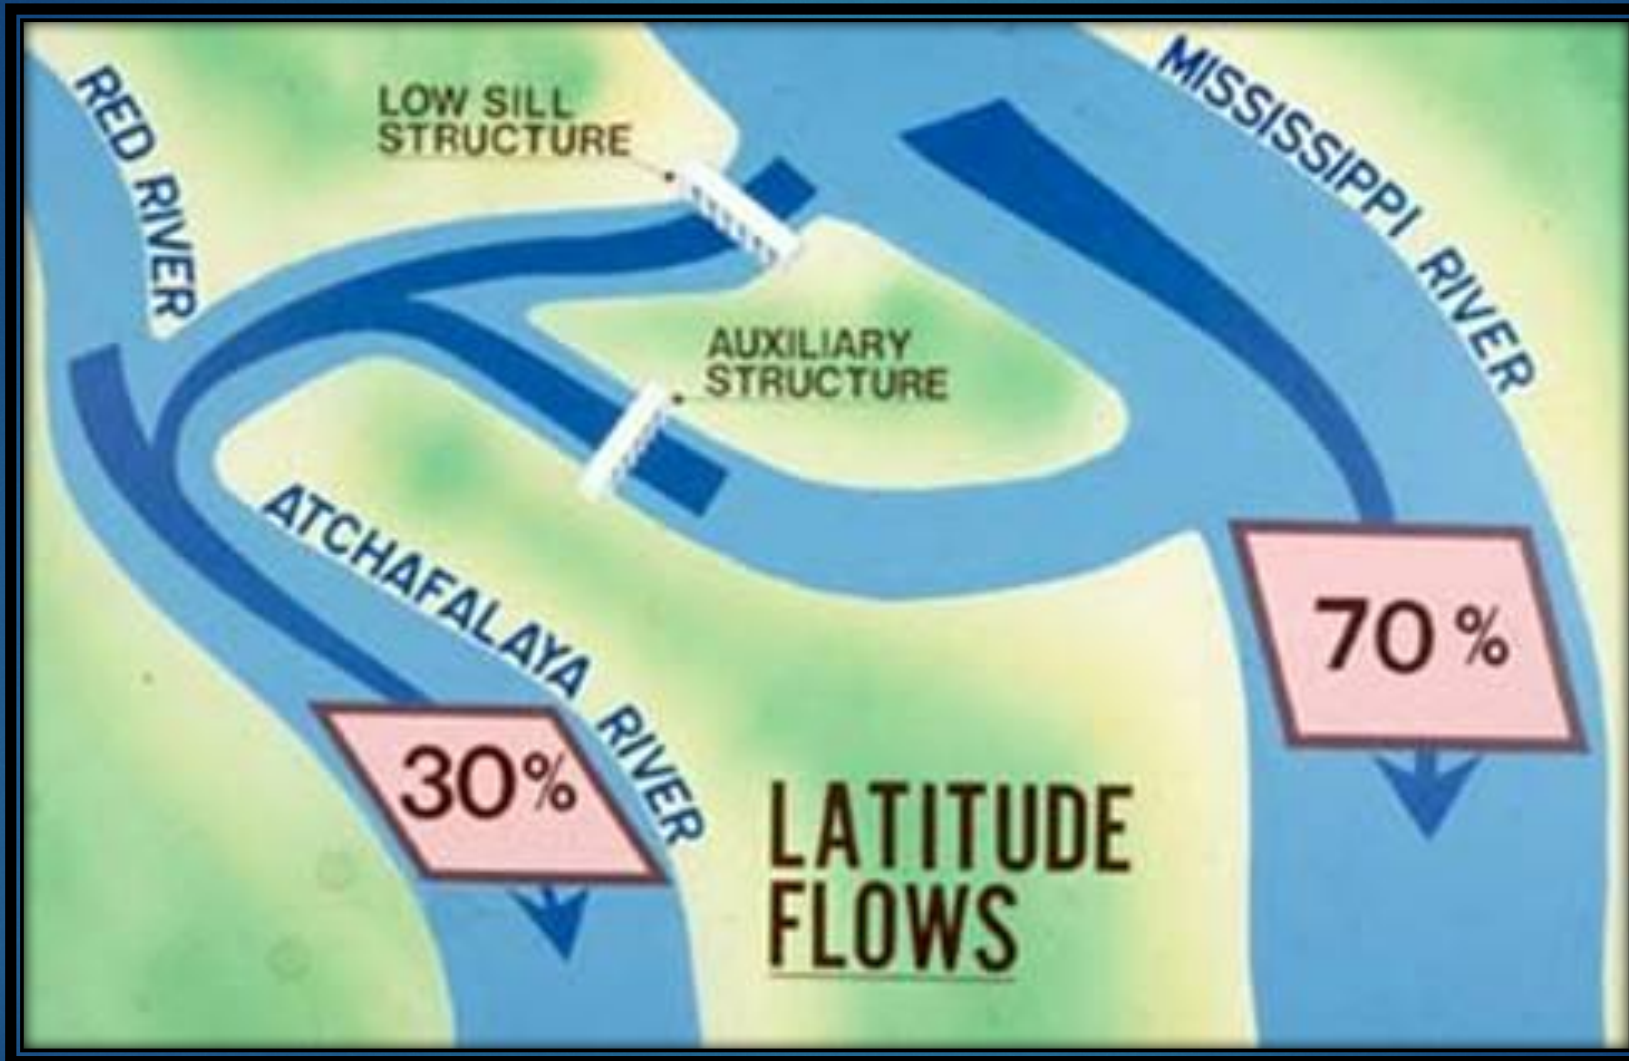 RED RIVER
LOW SILL
STRUCTURE
MISSISSIPPI RIVER
AUXILIARY
STRUCTURE
ATCHAFALAYA RIVER
70%
30%
LATITUDE
FLOWS